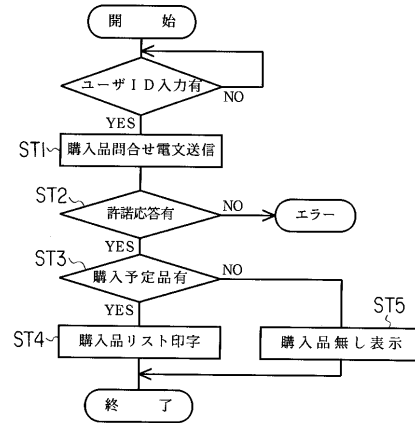 開 始
ユーザID入力有
NO
YES
ST1
購入品問合せ電文送信
ST2
許諾応答有
NO
エラー
YES
ST3
購入予定品有
NO
YES
ST4
購入品リスト印字
ST5
購入品無し表示
終 了